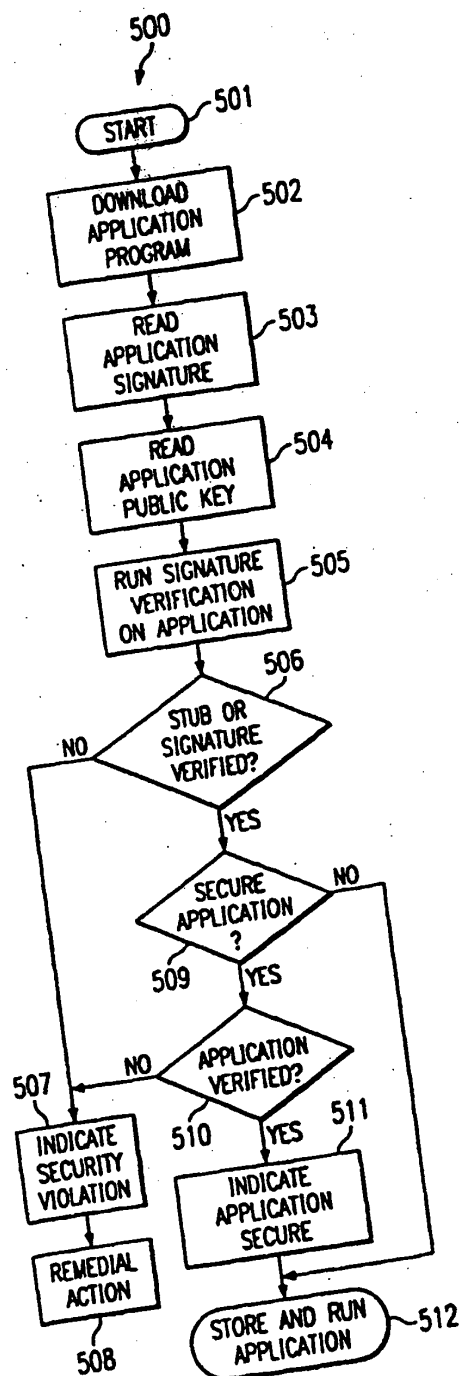 500
START
501
DOWNLOAD
APPLICATION
PROGRAM
502
READ
APPLICATION
SIGNATURE
503
READ
APPLICATION
PUBLIC KEY
504
RUN SIGNATURE
VERIFICATION
ON APPLICATION
505
506
STUB OR
SIGNATURE
VERIFIED?
NO
YES
SECURE
APPLICATION
?
NO
509
YES
APPLICATION
VERIFIED?
NO
510
YES
507
INDICATE
SECURITY
VIOLATION
511
INDICATE
APPLICATION
SECURE
REMEDIAL
ACTION
508
STORE AND RUN
APPLICATION
512